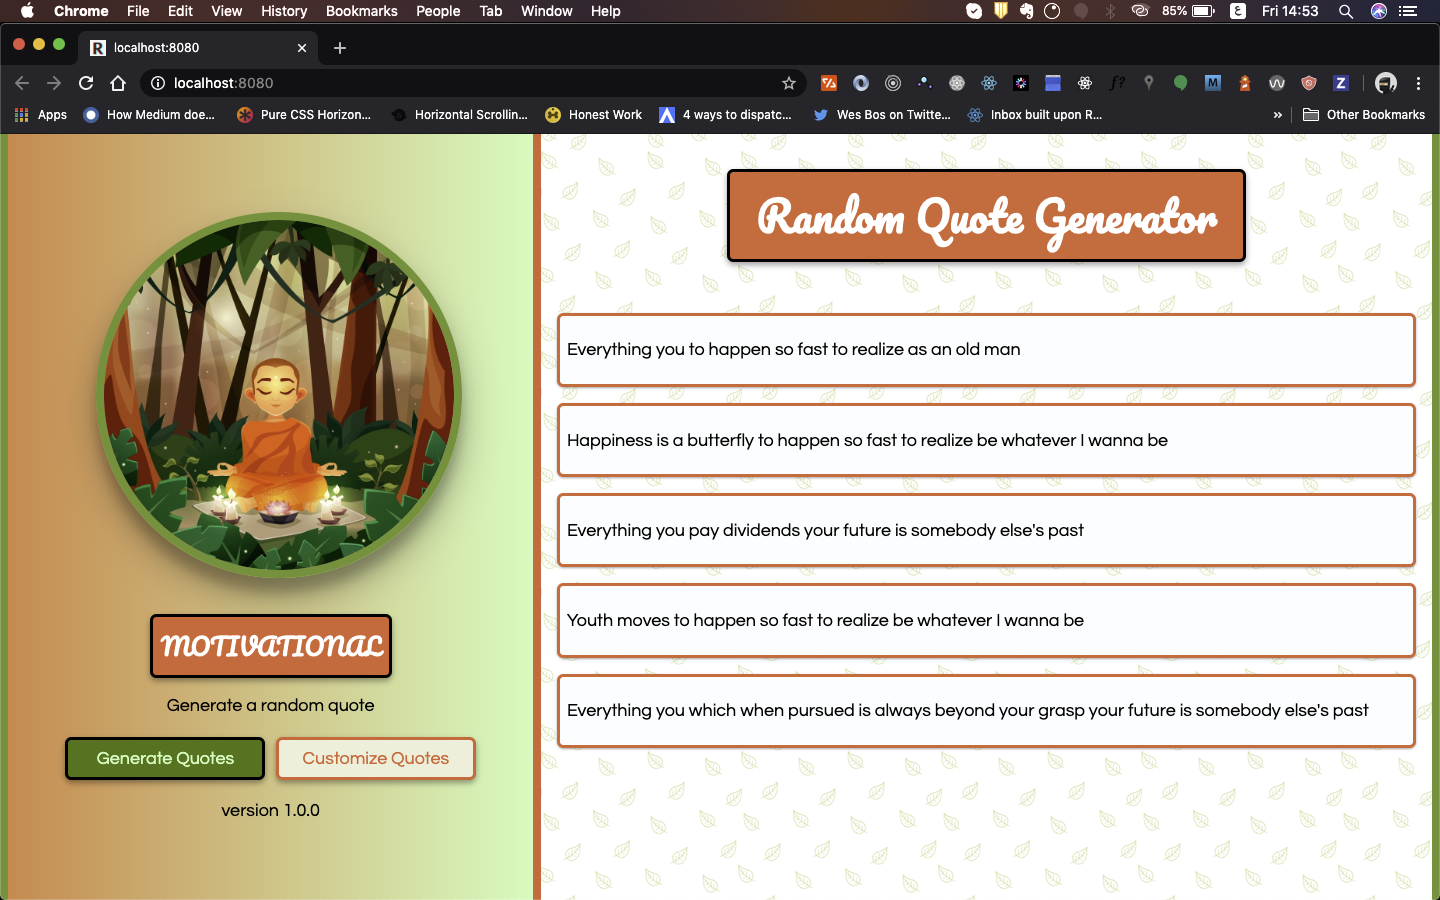 Chrome File Edit View History Bookmarks People Tab Window Help 85% ع Fri 14:53
R localhost:8080
localhost:8080
f? M Z
Apps How Medium doe... Pure CSS Horizon... Horizontal Scrollin... Honest Work 4 ways to dispatc... Wes Bos on Twitte... Inbox built upon R... » Other Bookmarks
Random Quote Generator
Everything you to happen so fast to realize as an old man
Happiness is a butterfly to happen so fast to realize be whatever I wanna be
Everything you pay dividends your future is somebody else's past
Youth moves to happen so fast to realize be whatever I wanna be
Everything you which when pursued is always beyond your grasp your future is somebody else's past
MOTIVATIONAL
Generate a random quote
Generate Quotes Customize Quotes
version 1.0.0